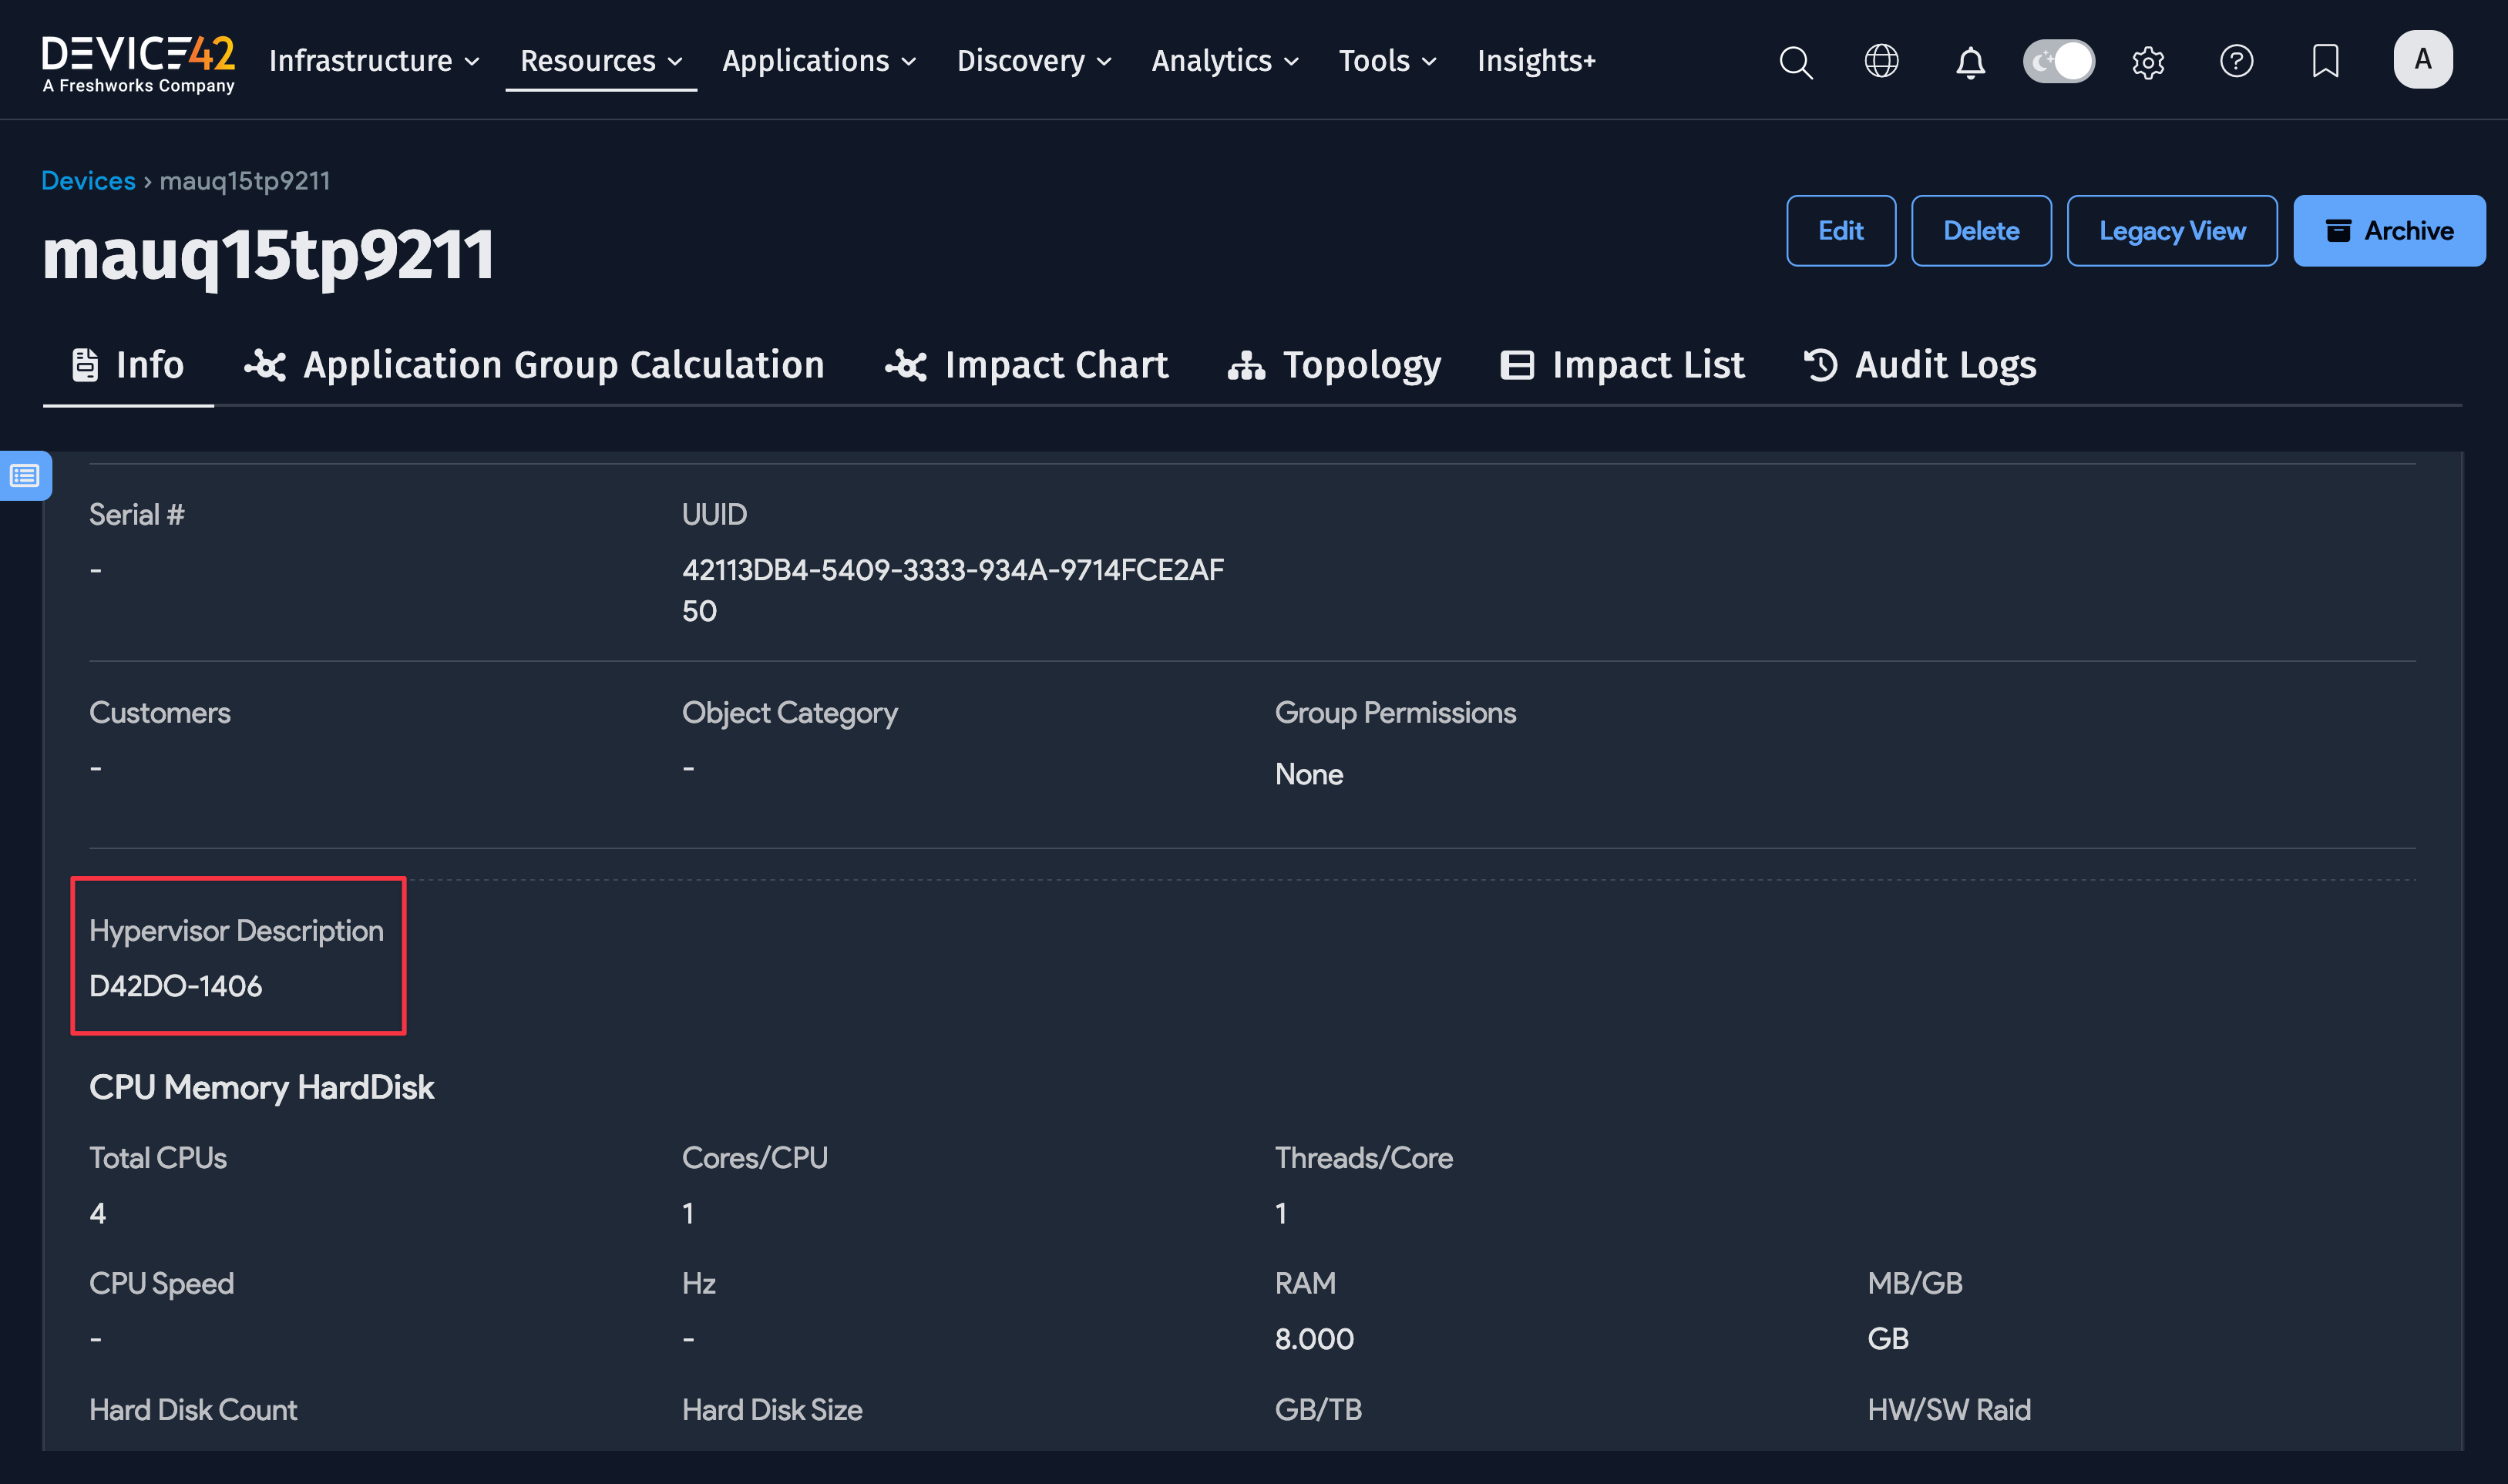 DEVICE42
A Freshworks Company
Infrastructure
Resources
Applications
Discovery
Analytics
Tools
Insights+
A
Devices › mauq15tp9211
mauq15tp9211
Edit
Delete
Legacy View
Archive
Info
Application Group Calculation
Impact Chart
Topology
Impact List
Audit Logs
Serial #
UUID
-
42113DB4-5409-3333-934A-9714FCE2AF
50
Customers
Object Category
Group Permissions
-
-
None
Hypervisor Description
D42DO-1406
CPU Memory HardDisk
Total CPUs
Cores/CPU
Threads/Core
4
1
1
CPU Speed
Hz
RAM
MB/GB
-
-
8.000
GB
Hard Disk Count
Hard Disk Size
GB/TB
HW/SW Raid